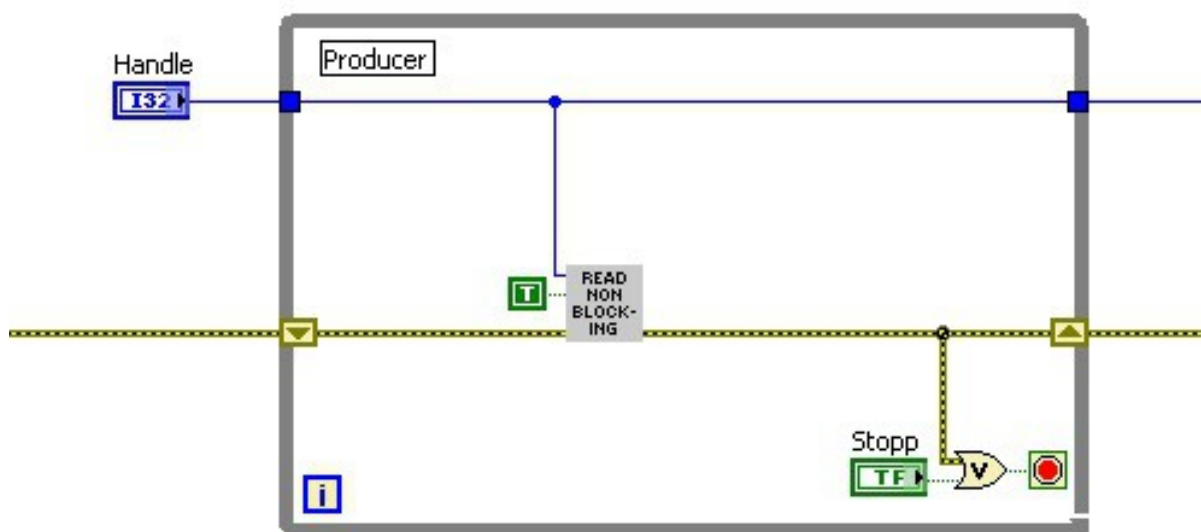 Producer
Handle
I32
T
READ
NON
BLOCK-
ING
Stopp
TF
V
i